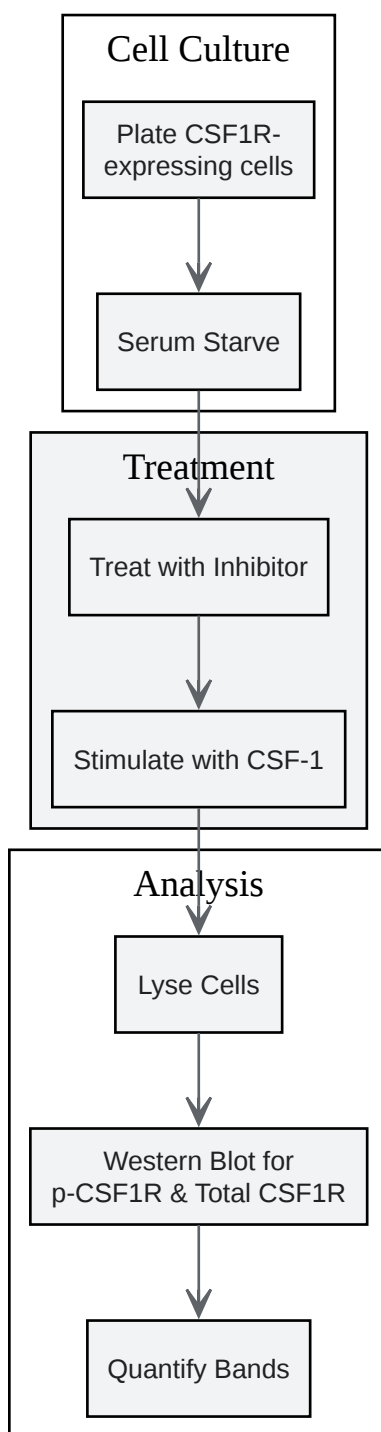 Cell Culture
Plate CSF1R-
expressing cells
Serum Starve
Treatment
Treat with Inhibitor
Stimulate with CSF-1
Analysis
Lyse Cells
Western Blot for
p-CSF1R & Total CSF1R
Quantify Bands